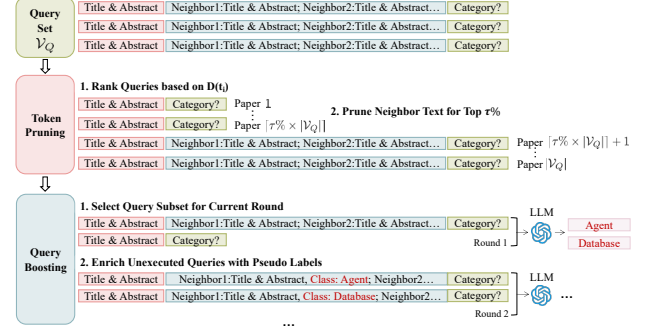 Query Set 𝒱_Q
Title & Abstract Neighbor1:Title & Abstract; Neighbor2:Title & Abstract... Category?
Title & Abstract Neighbor1:Title & Abstract; Neighbor2:Title & Abstract... Category?
Title & Abstract Neighbor1:Title & Abstract; Neighbor2:Title & Abstract... Category?
Token Pruning
1. Rank Queries based on D(tᵢ)
Title & Abstract Category? Paper 1
⋮
Title & Abstract Category? Paper ⌈τ% × |𝒱_Q|⌉
2. Prune Neighbor Text for Top τ%
Title & Abstract Neighbor1:Title & Abstract; Neighbor2:Title & Abstract... Category? Paper ⌈τ% × |𝒱_Q|⌉ + 1
⋮
Title & Abstract Neighbor1:Title & Abstract; Neighbor2:Title & Abstract... Category? Paper |𝒱_Q|
Query Boosting
1. Select Query Subset for Current Round
Title & Abstract Neighbor1:Title & Abstract; Neighbor2:Title & Abstract... Category?
Title & Abstract Category?
Round 1
LLM
Agent
Database
2. Enrich Unexecuted Queries with Pseudo Labels
Title & Abstract Neighbor1:Title & Abstract, Class: Agent; Neighbor2... Category?
Title & Abstract Neighbor1:Title & Abstract, Class: Database; Neighbor2... Category?
Round 2
LLM
...
...